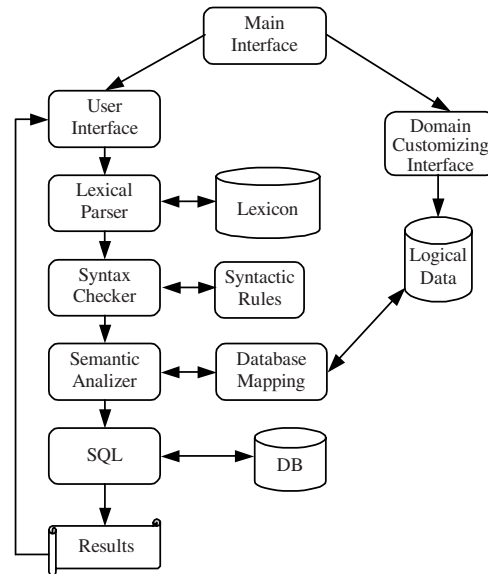 Main
Interface
User
Interface
Domain
Customizing
Interface
Lexical
Parser
Lexicon
Logical
Data
Syntax
Checker
Syntactic
Rules
Semantic
Analizer
Database
Mapping
SQL
DB
Results